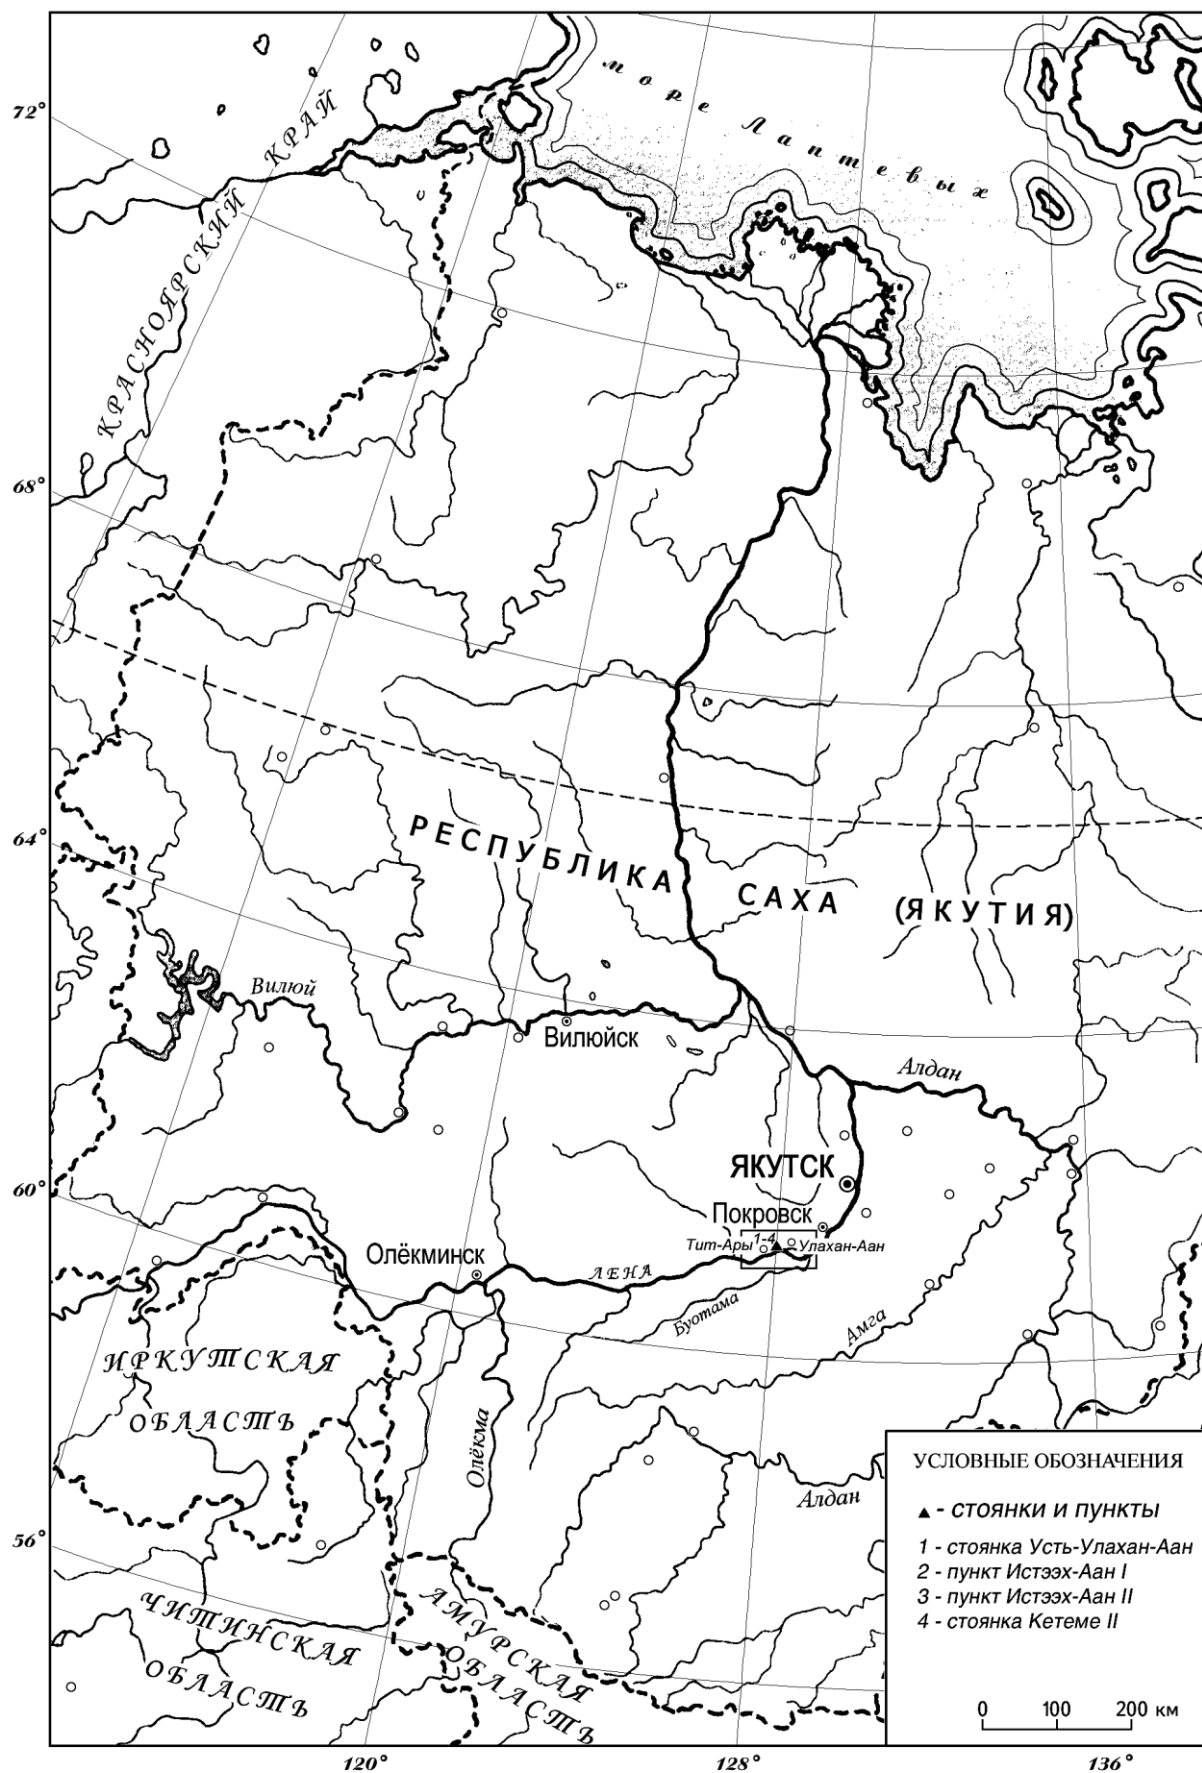 72°
68°
64°
60°
56°
море Лаптевых
КРАСНОЯРСКИЙ КРАЙ
РЕСПУБЛИКА САХА (ЯКУТИЯ)
Вилюй
Вилюйск
Алдан
ЯКУТСК
Покровск
Тит-Ары
1-4
Улахан-Аан
Олёкминск
ЛЕНА
Буотама
Амга
ИРКУТСКАЯ
ОБЛАСТЬ
Олёкма
Алдан
ЧИТИНСКАЯ
ОБЛАСТЬ
АМУРСКАЯ
ОБЛАСТЬ
УСЛОВНЫЕ ОБОЗНАЧЕНИЯ
▲ - стоянки и пункты
1 - стоянка Усть-Улахан-Аан
2 - пункт Истээх-Аан I
3 - пункт Истээх-Аан II
4 - стоянка Кетеме II
0 100 200 км
120° 128° 136°